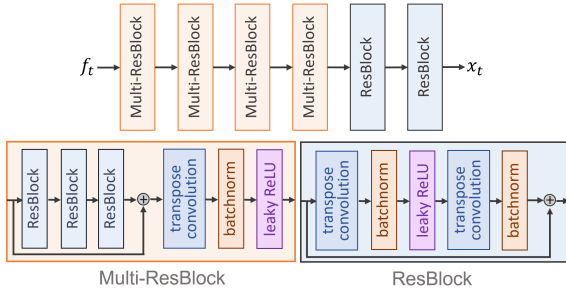 f_t
Multi-ResBlock
Multi-ResBlock
Multi-ResBlock
Multi-ResBlock
ResBlock
ResBlock
x_t
ResBlock
ResBlock
ResBlock
+
transpose
convolution
batchnorm
leaky ReLU
transpose
convolution
batchnorm
leaky ReLU
transpose
convolution
batchnorm
+
Multi-ResBlock
ResBlock